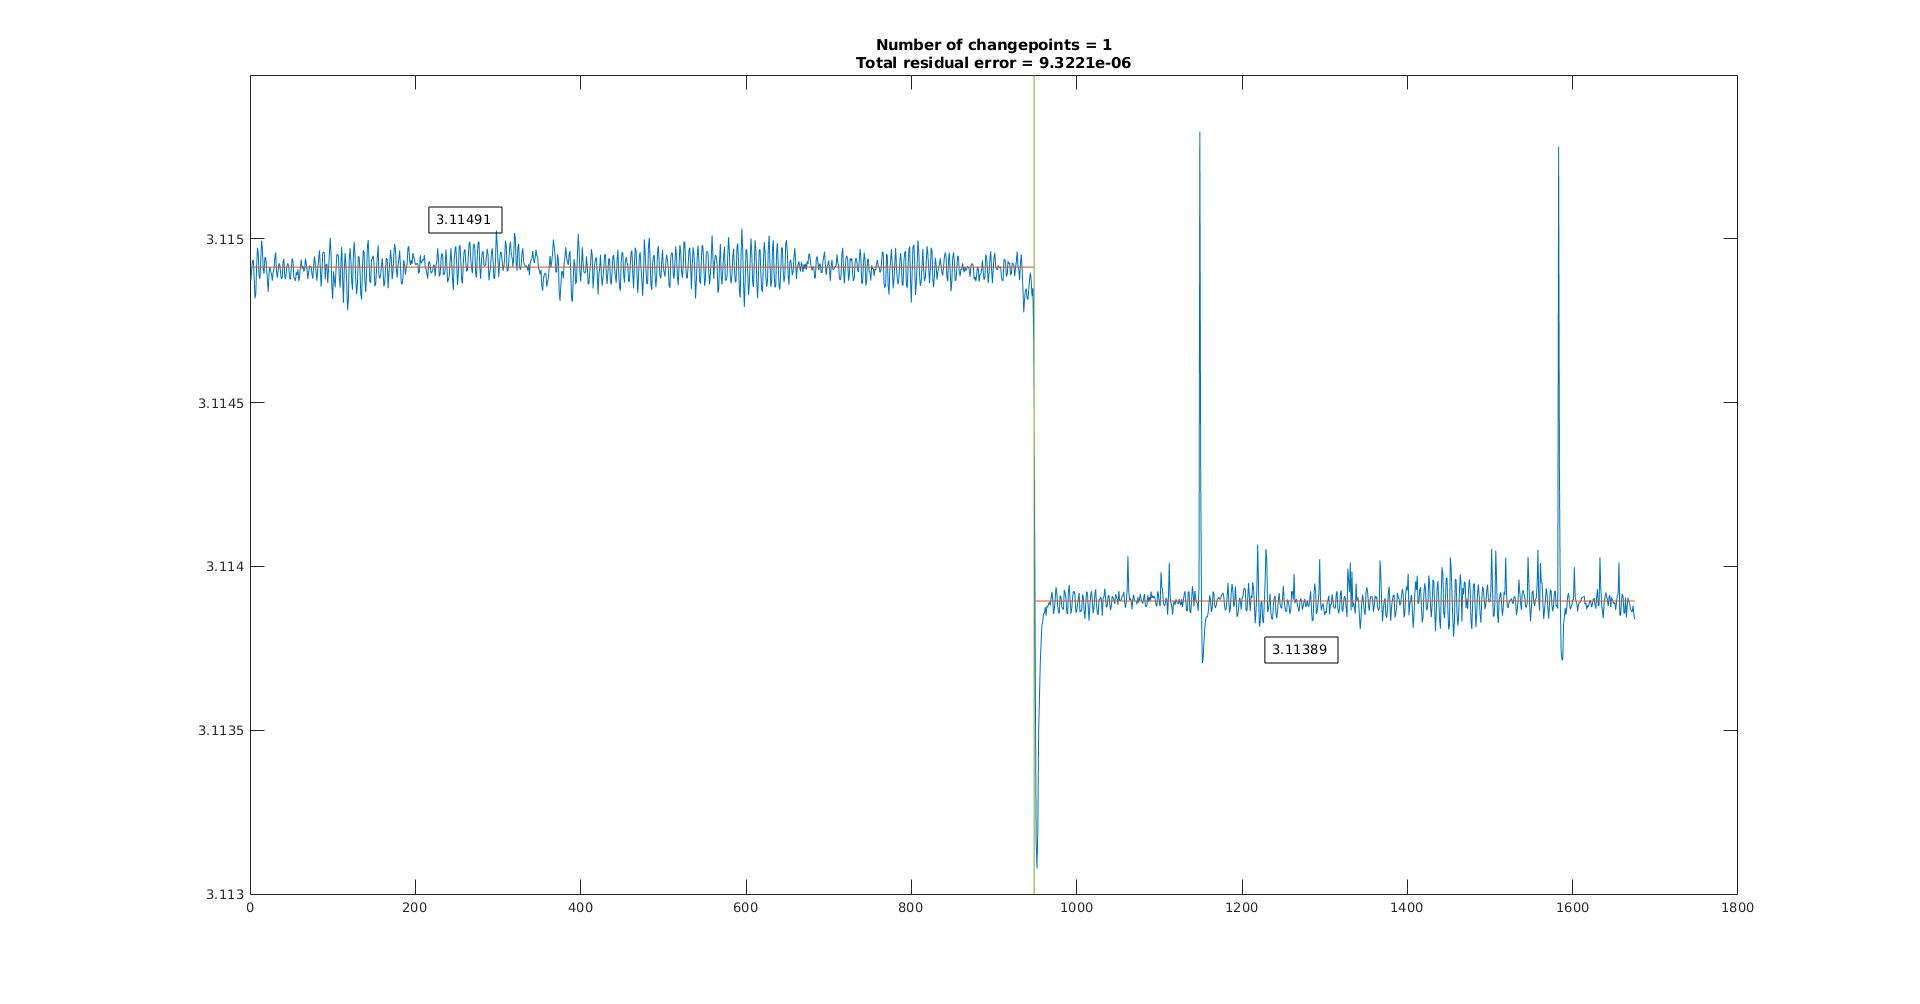 Number of changepoints = 1
Total residual error = 9.3221e-06
3.11491
3.115
3.1145
3.114
3.11389
3.1135
3.113
0 200 400 600 800 1000 1200 1400 1600 1800